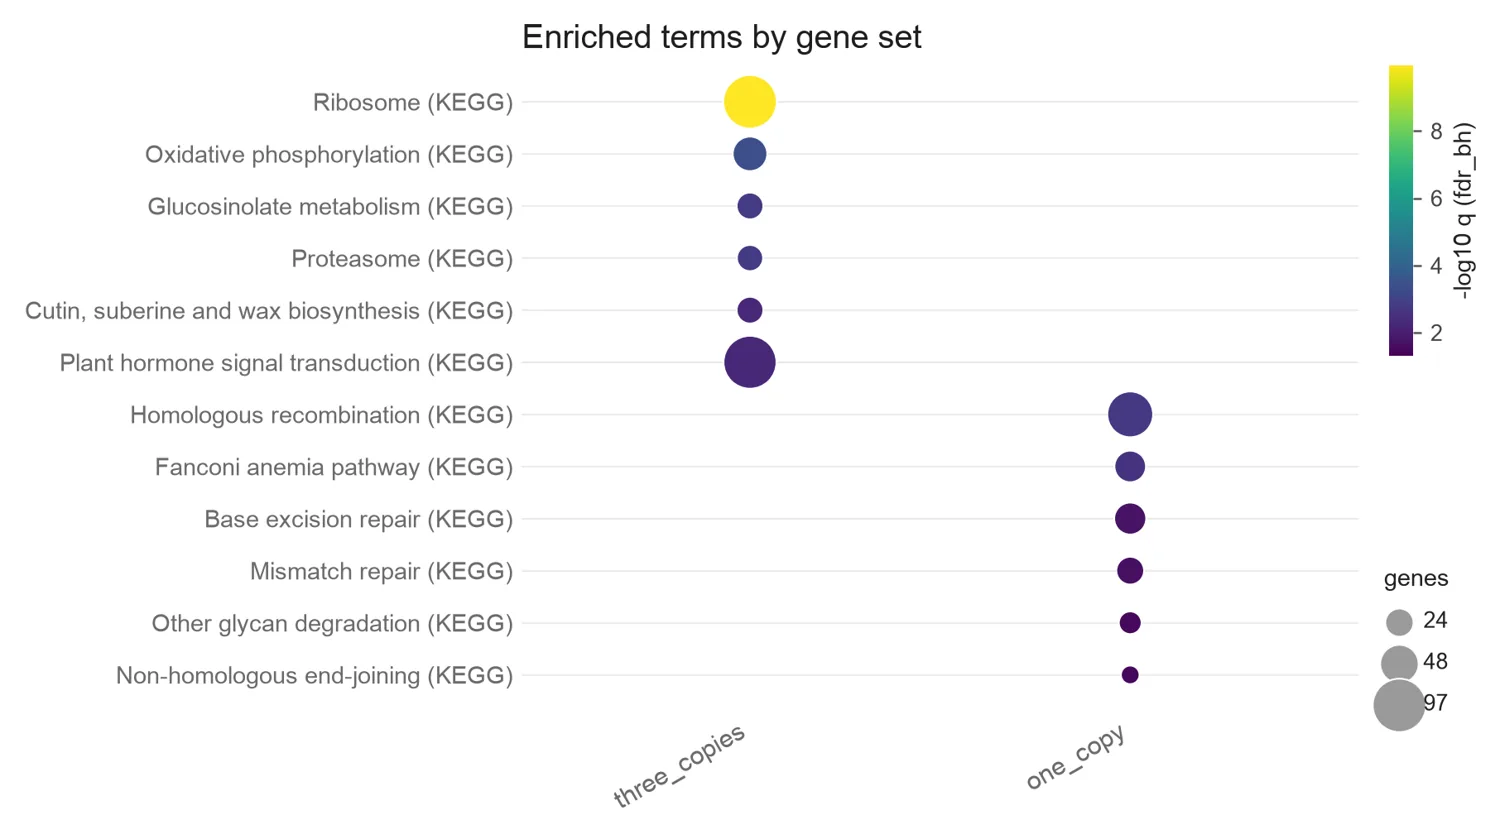 Enriched terms by gene set
Ribosome (KEGG)
Oxidative phosphorylation (KEGG)
Glucosinolate metabolism (KEGG)
Proteasome (KEGG)
Cutin, suberine and wax biosynthesis (KEGG)
Plant hormone signal transduction (KEGG)
Homologous recombination (KEGG)
Fanconi anemia pathway (KEGG)
Base excision repair (KEGG)
Mismatch repair (KEGG)
Other glycan degradation (KEGG)
Non-homologous end-joining (KEGG)
three_copies
one_copy
8
6
4
2
-log10 q (fdr_bh)
genes
24
48
97